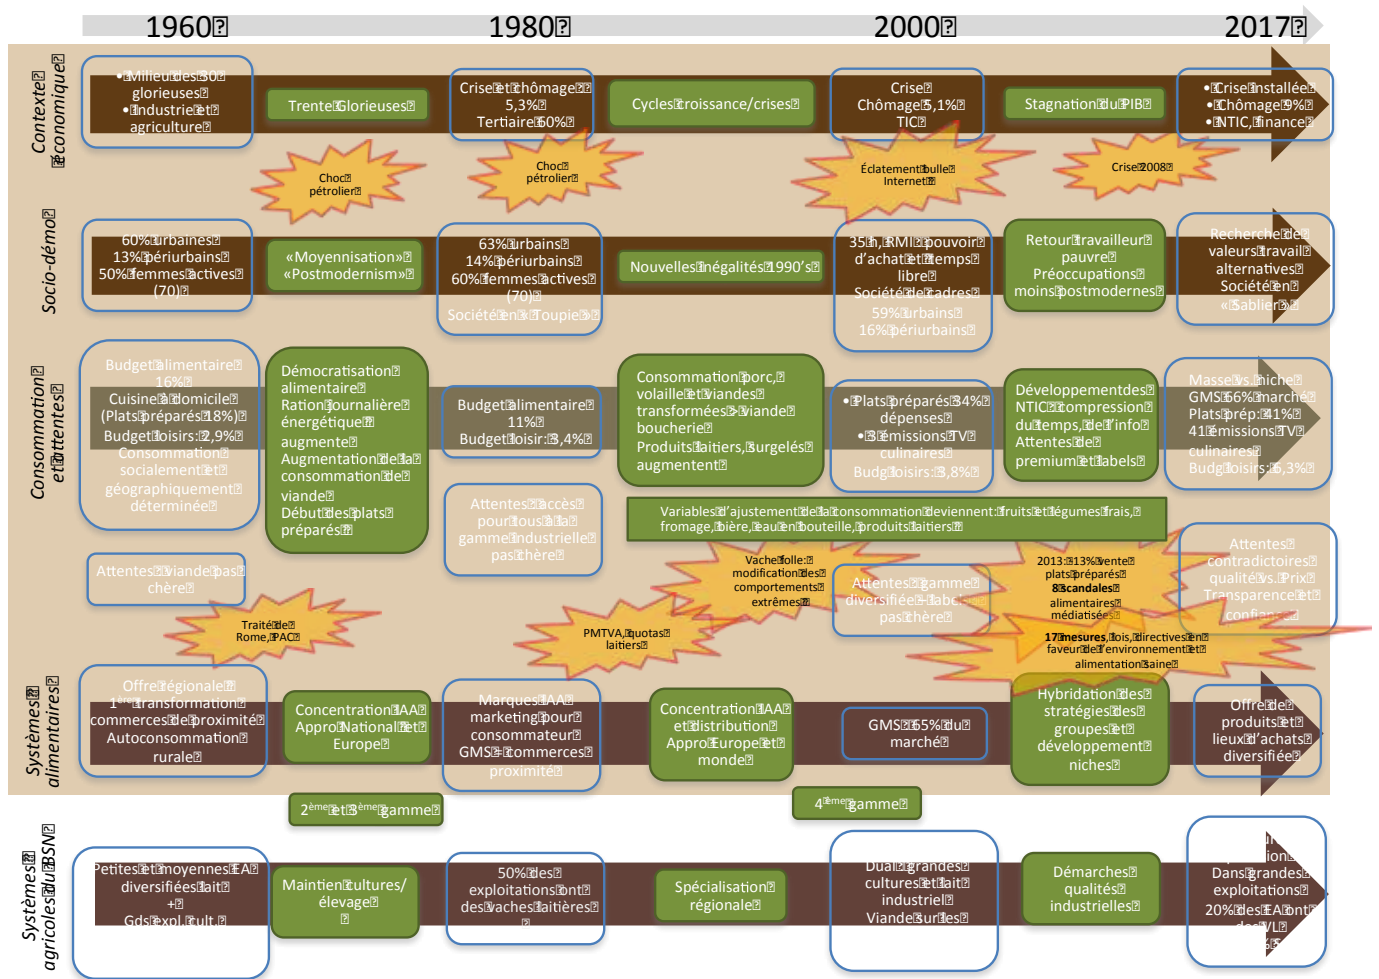 1960
1980
2000
2017
Contexte
économique
• Milieu des 30
glorieuses
• Industrie et
agriculture
Trente Glorieuses
Crise et chômage
5,3%
Tertiaire 60%
Cycles croissance/crises
Crise
Chômage 5,1%
TIC
Stagnation du PIB
• Crise installée
• Chômage 9%
• NTIC, finance
Choc
pétrolier
Choc
pétrolier
Éclatement bulle
Internet
Crise 2008
Socio-démo
60% urbaines
13% périurbains
50% femmes actives
(70)
«Moyennisation»
«Postmodernism»
63% urbains
14% périurbains
60% femmes actives
(70)
Société en « Toupie »
Nouvelles inégalités 1990's
35 h, RMI pouvoir
d'achat et temps
libre
Société de cadres
59% urbains
16% périurbains
Retour travailleur
pauvre
Préoccupations
moins postmodernes
Recherche de
valeurs travail
alternatives
Société en
« Sablier »
Consommation
et attentes
Budget alimentaire
16%
Cuisine à domicile
(Plats préparés 18%)
Budget loisirs: 2,9%
Consommation
socialement et
géographiquement
déterminée
Démocratisation
alimentaire
Ration journalière
énergétique
augmente
Augmentation de la
consommation de
viande
Début des plats
préparés
Budget alimentaire
11%
Budget loisir: 3,4%
Consommation porc,
volaille et viandes
transformées > viande
boucherie
Produits laitiers, surgelés
augmentent
• Plats préparés 34%
dépenses
• 3 émissions TV
culinaires
Budg loisirs: 3,8%
Développement des
NTIC compression
du temps, de l'info
Attentes de
premium et labels
Masse vs. niche
GMS 66% marché
Plats prép: 41%
41 émissions TV
culinaires
Budg loisirs: 5,3%
Attentes : accès
pour tous à la
gamme industrielle
pas chère
Variables d'ajustement de la consommation deviennent : fruits et légumes frais,
fromage, bière, eau en bouteille, produits laitiers
Attentes : viande pas
chère
Vache folle:
modification des
comportements
extrêmes
Attentes : gamme
diversifiée – label
pas chère
2013: -13% vente
plats préparés
8 scandales
alimentaires
médiatisées
Attentes
contradictoires
qualité vs. Prix
Transparence et
confiance
Traité de
Rome, PAC
PMTVA, quotas
laitiers
17 mesures, lois, directives en
faveur de l'environnement et
alimentation saine
Systèmes
alimentaires
Offre régionale
1ère transformation
commerces de proximité
Autoconsommation
rurale
Concentration IAA
Appro National et
Europe
Marques IAA
marketing pour
consommateur
GMS = commerces
proximité
Concentration IAA
et distribution
Appro Europe et
monde
GMS : 65% du
marché
Hybridation des
stratégies des
groupes et
développement
niches
Offre de
produits et
lieux d'achats
diversifiée
2ème et 3ème gamme
4ème gamme
Systèmes
agricoles du BSN
Petites et moyennes EA
diversifiées lait
+
Gds expl. cult.
Maintien cultures/
élevage
50% des
exploitations ont
des vaches laitières
Spécialisation
régionale
Dual : grandes
cultures et lait
industriel
Viande sur les
Démarches
qualités
industrielles
Dans grandes
exploitations
20% des EA ont
des VL